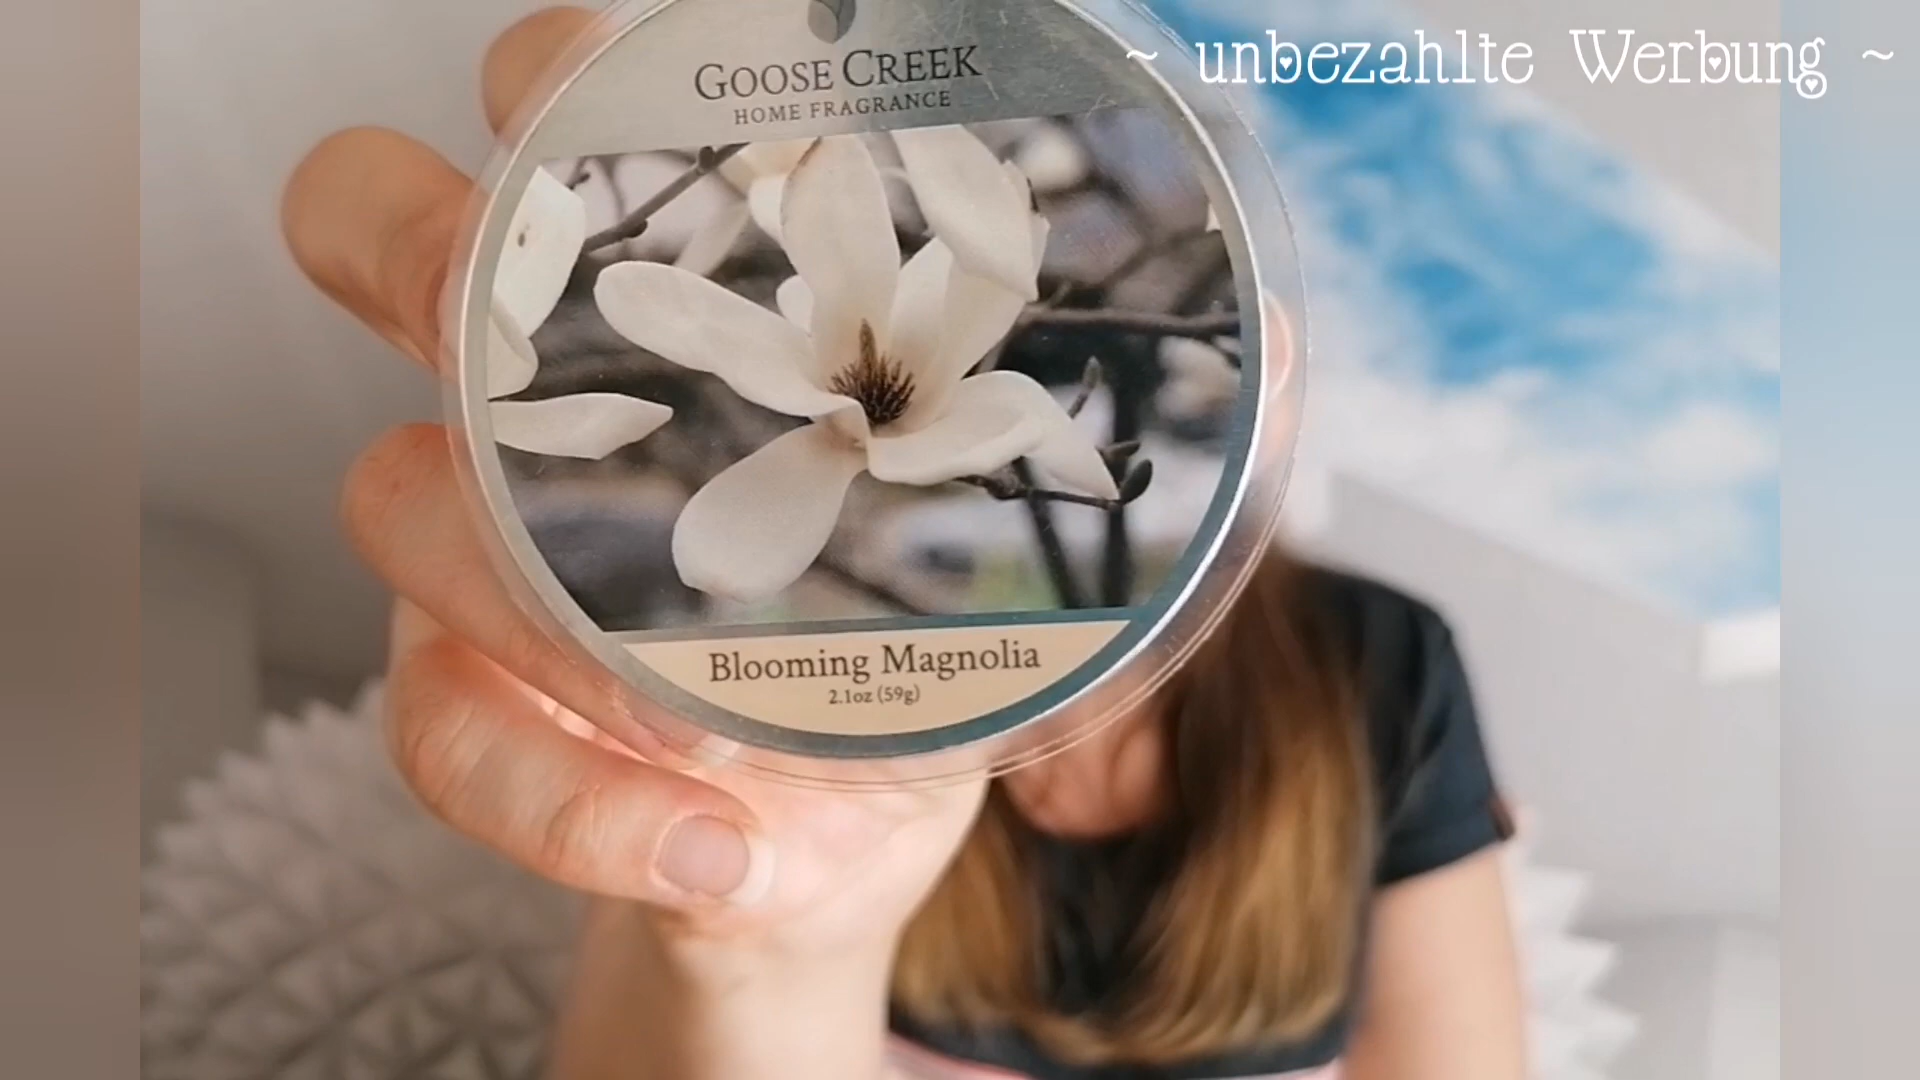 ~ unbezahlte Werbung ~
GOOSE CREEK
HOME FRAGRANCE
Blooming Magnolia
2.1oz (59g)